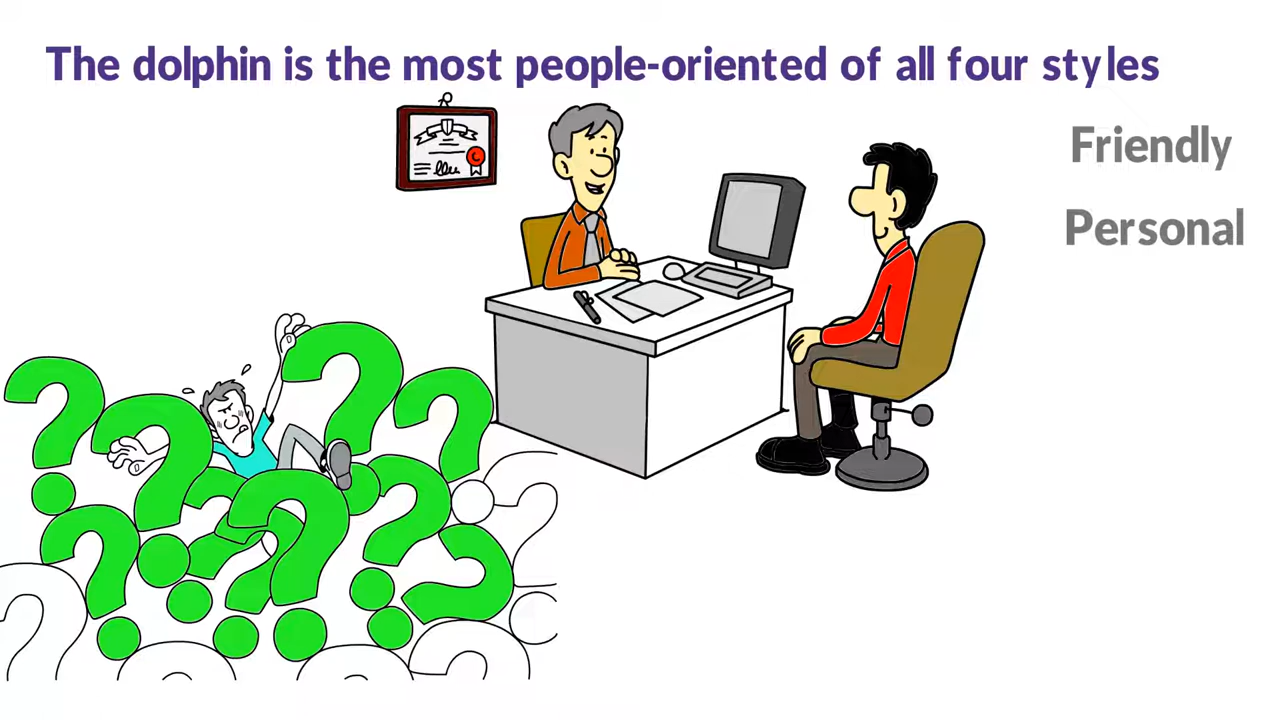 The dolphin is the most people-oriented of all four styles
Friendly
Personal